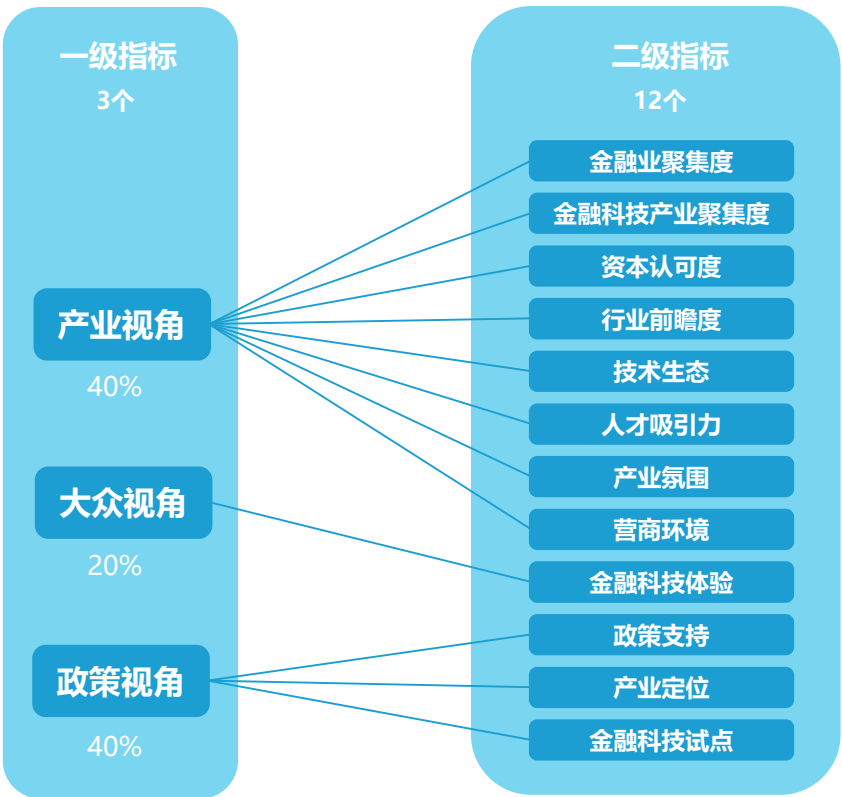 一级指标
3个
产业视角
40%
大众视角
20%
政策视角
40%
二级指标
12个
金融业聚集度
金融科技产业聚集度
资本认可度
行业前瞻度
技术生态
人才吸引力
产业氛围
营商环境
金融科技体验
政策支持
产业定位
金融科技试点